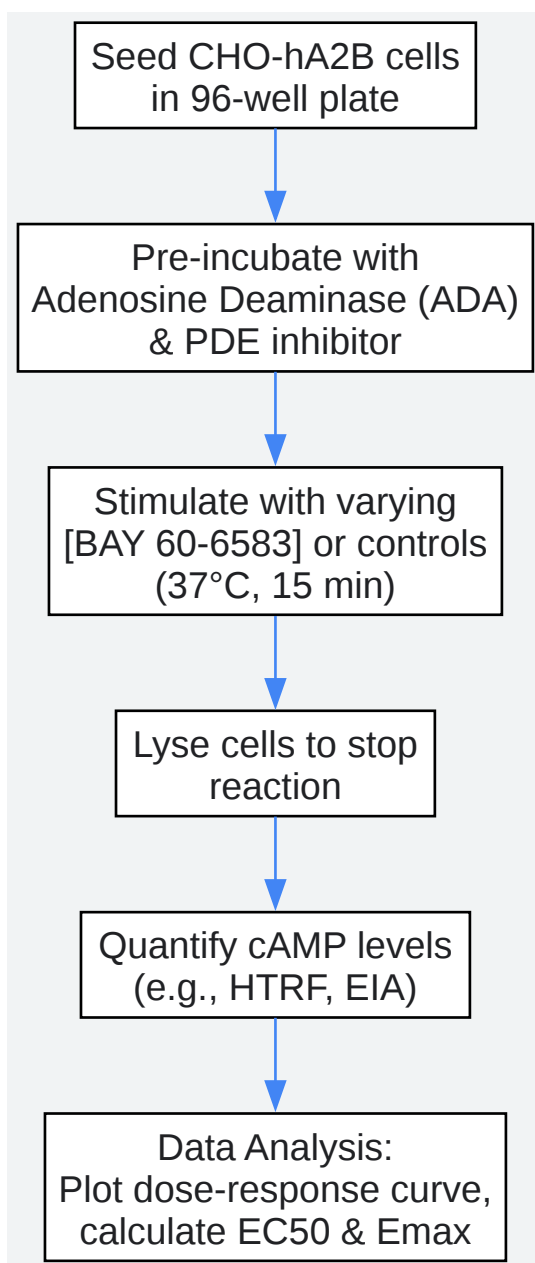 Seed CHO-hA2B cells
in 96-well plate
Pre-incubate with
Adenosine Deaminase (ADA)
& PDE inhibitor
Stimulate with varying
[BAY 60-6583] or controls
(37°C, 15 min)
Lyse cells to stop
reaction
Quantify cAMP levels
(e.g., HTRF, EIA)
Data Analysis:
Plot dose-response curve,
calculate EC50 & Emax